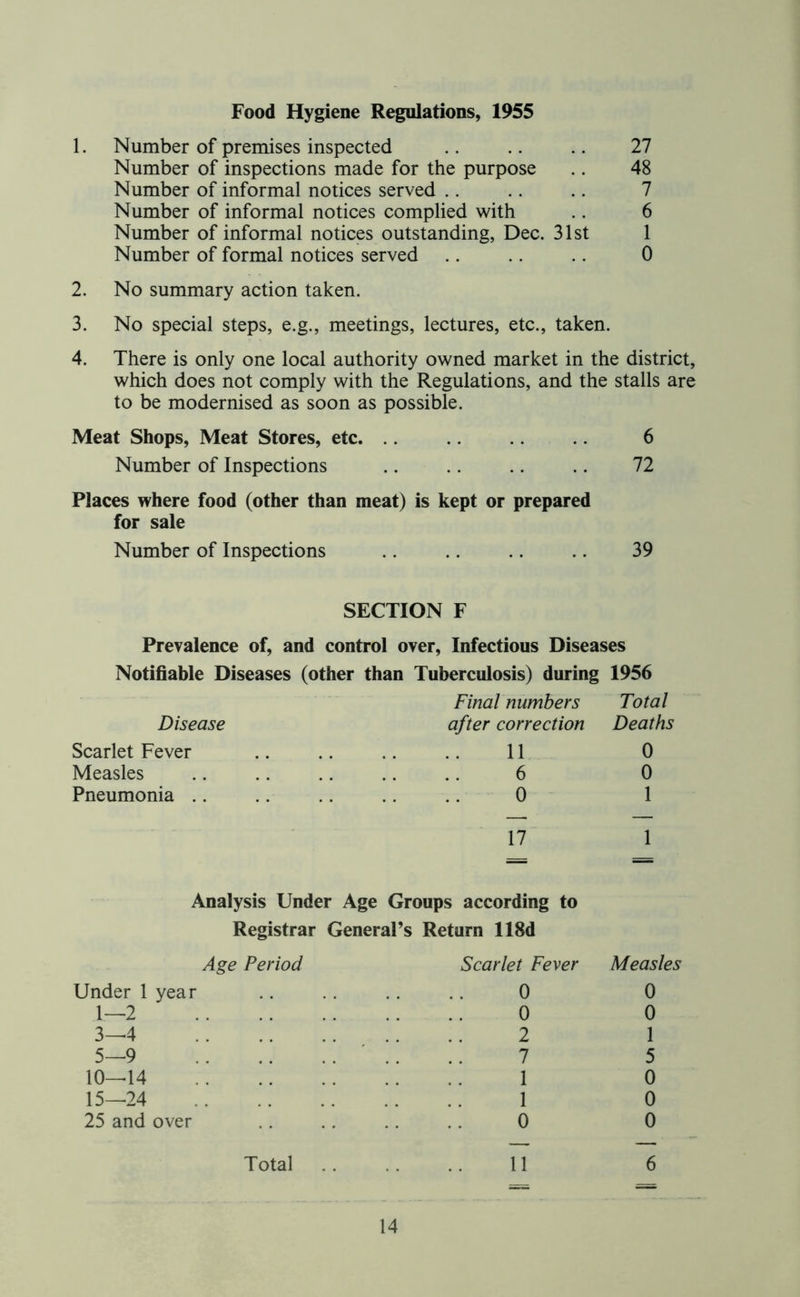 Food Hygiene Regulations, 1955
1. Number of premises inspected .. .. .. 27
Number of inspections made for the purpose .. 48
Number of informal notices served .. .. .. 7
Number of informal notices complied with .. 6
Number of informal notices outstanding, Dec. 31st 1
Number of formal notices served .. .. .. 0
2. No summary action taken.
3. No special steps, e.g., meetings, lectures, etc., taken.
4. There is only one local authority owned market in the district,
which does not comply with the Regulations, and the stalls are
to be modernised as soon as possible.
Meat Shops, Meat Stores, etc. .. .. .. .. 6
Number of Inspections .. .. .. .. 72
Places where food (other than meat) is kept or prepared
for sale
Number of Inspections .. .. .. .. 39
SECTION F
Prevalence of, and control over, Infectious Diseases
Notifiable Diseases (other than Tuberculosis) during 1956
Final numbers Total
Disease after correction Deaths
Scarlet Fever .. .. .. .. 11 0
Measles .. .. .. .. .. 6 0
Pneumonia .. .. .. .. .. 0 1
17 1
Analysis Under Age Groups according to
Registrar General's Return 118d
Age Period Scarlet Fever Measles
Under 1 year .. .. .. .. 0 0
1—2 .. .. .. .. .. 0 0
3—4 .. .. .. .. .. 2 1
5—9 .. .. .. .. .. 7 5
10—14 .. .. .. .. .. 1 0
15—24 .. .. .. .. .. 1 0
25 and over .. .. .. .. 0 0
Total .. .. .. 11 6
14